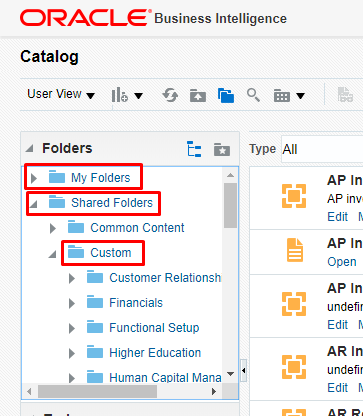 ORACLE Business Intelligence
Catalog
User View
Folders
Type All
My Folders
Shared Folders
Common Content
Custom
Customer Relationsh
Financials
Functional Setup
Higher Education
Human Capital Mana
AP In
AP inv
Edit M
AP In
Open
AP In
undefin
Edit M
AR In
undefin
Edit M
AR R